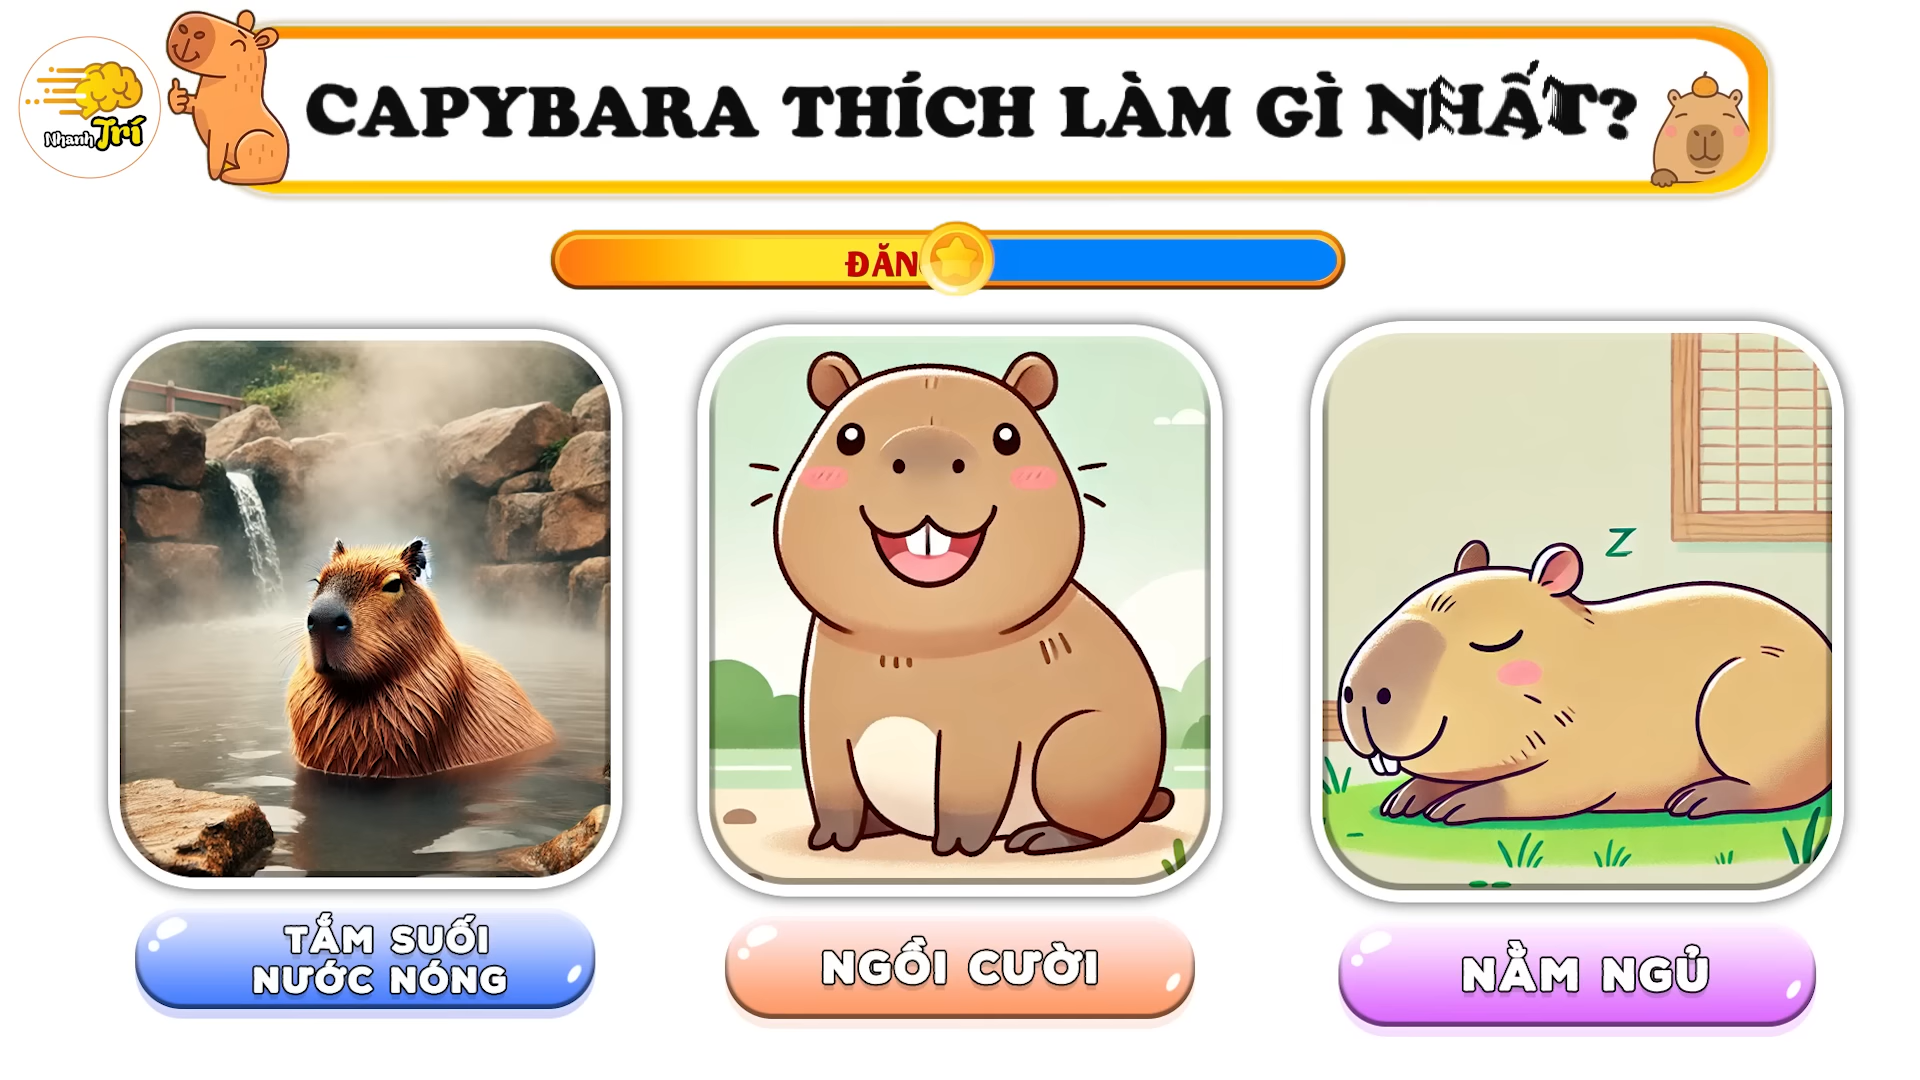 Nhanh Trí
CAPYBARA THÍCH LÀM GÌ NHẤT?
ĐĂN
Z
TẮM SUỐI
NƯỚC NÓNG
NGỒI CƯỜI
NẰM NGỦ